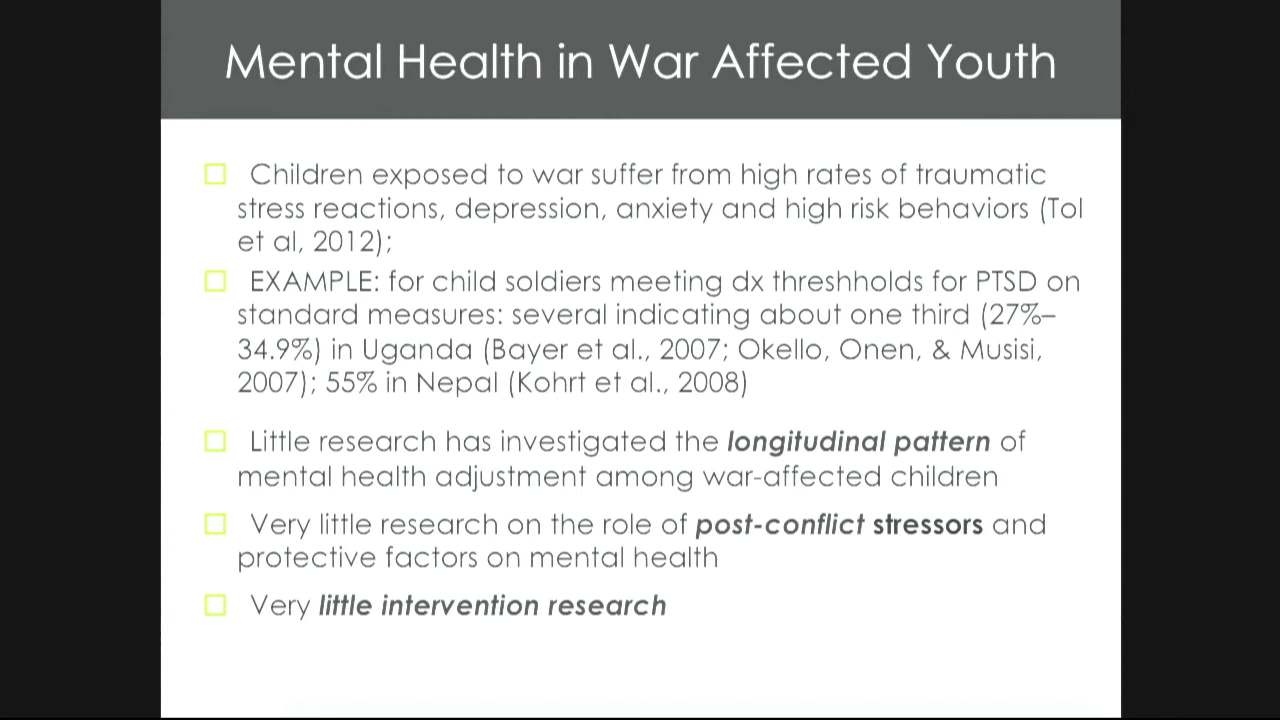 Mental Health in War Affected Youth
Children exposed to war suffer from high rates of traumatic
stress reactions, depression, anxiety and high risk behaviors (Tol
et al, 2012);
EXAMPLE: for child soldiers meeting dx threshholds for PTSD on
standard measures: several indicating about one third (27%–
34.9%) in Uganda (Bayer et al., 2007; Okello, Onen, & Musisi,
2007); 55% in Nepal (Kohrt et al., 2008)
Little research has investigated the longitudinal pattern of
mental health adjustment among war-affected children
Very little research on the role of post-conflict stressors and
protective factors on mental health
Very little intervention research